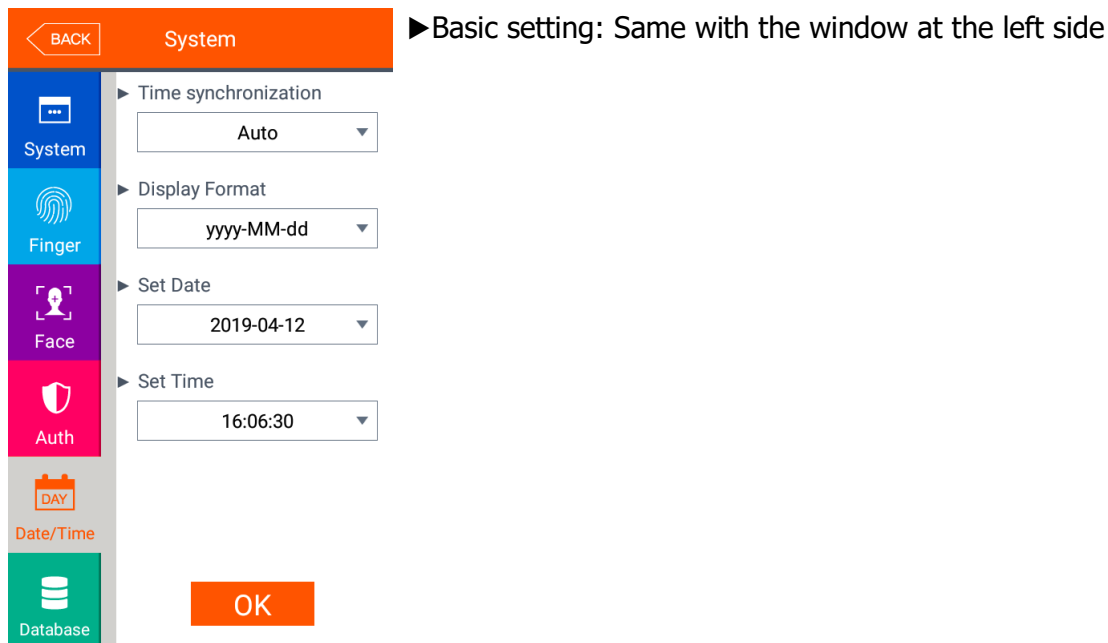 BACK
System
►Basic setting: Same with the window at the left side
System
Finger
Face
Auth
DAY
Date/Time
Database
► Time synchronization
Auto
► Display Format
yyyy-MM-dd
► Set Date
2019-04-12
► Set Time
16:06:30
OK